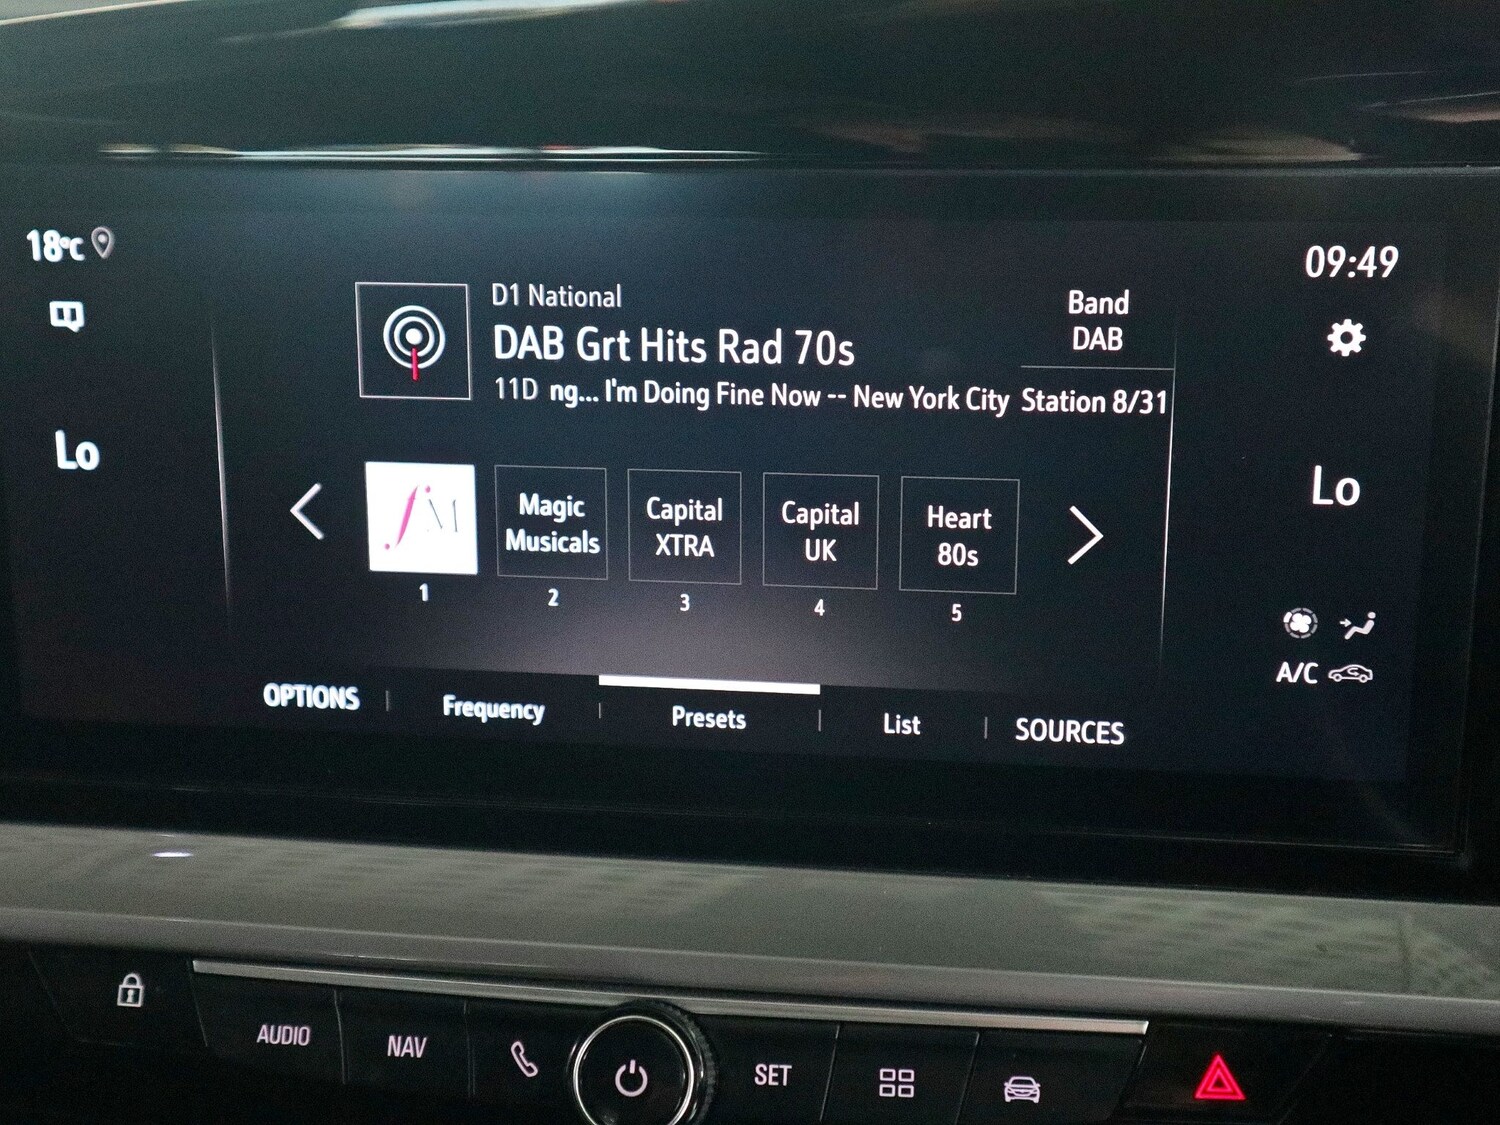 18°C
09:49
D1 National
DAB Grt Hits Rad 70s
11D ng... I'm Doing Fine Now -- New York City
Band
DAB
Station 8/31
Lo
Lo
fM
Magic
Musicals
Capital
XTRA
Capital
UK
Heart
80s
1
2
3
4
5
A/C
OPTIONS
Frequency
Presets
List
SOURCES
AUDIO
NAV
SET